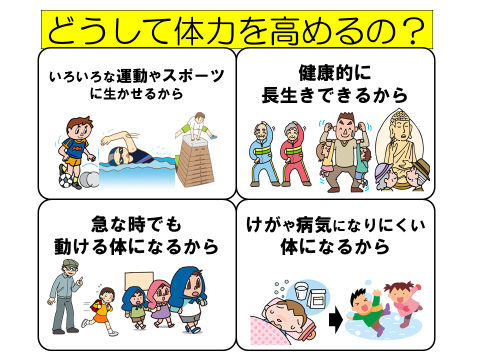 どうして体力を高めるの？
いろいろな運動やスポーツ
に生かせるから
健康的に
長生きできるから
急な時でも
動ける体になるから
けがや病気になりにくい
体になるから